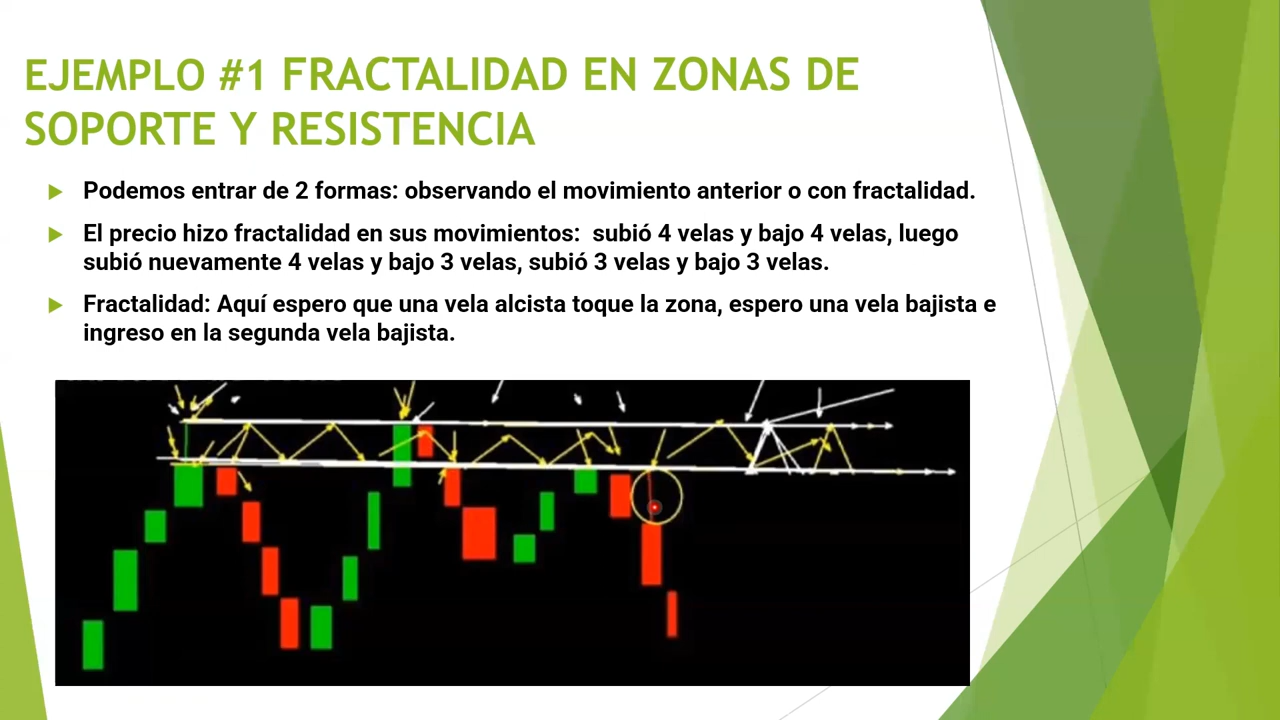 EJEMPLO #1 FRACTALIDAD EN ZONAS DE
SOPORTE Y RESISTENCIA
Podemos entrar de 2 formas: observando el movimiento anterior o con fractalidad.
El precio hizo fractalidad en sus movimientos:  subió 4 velas y bajo 4 velas, luego
subió nuevamente 4 velas y bajo 3 velas, subió 3 velas y bajo 3 velas.
Fractalidad: Aquí espero que una vela alcista toque la zona, espero una vela bajista e
ingreso en la segunda vela bajista.